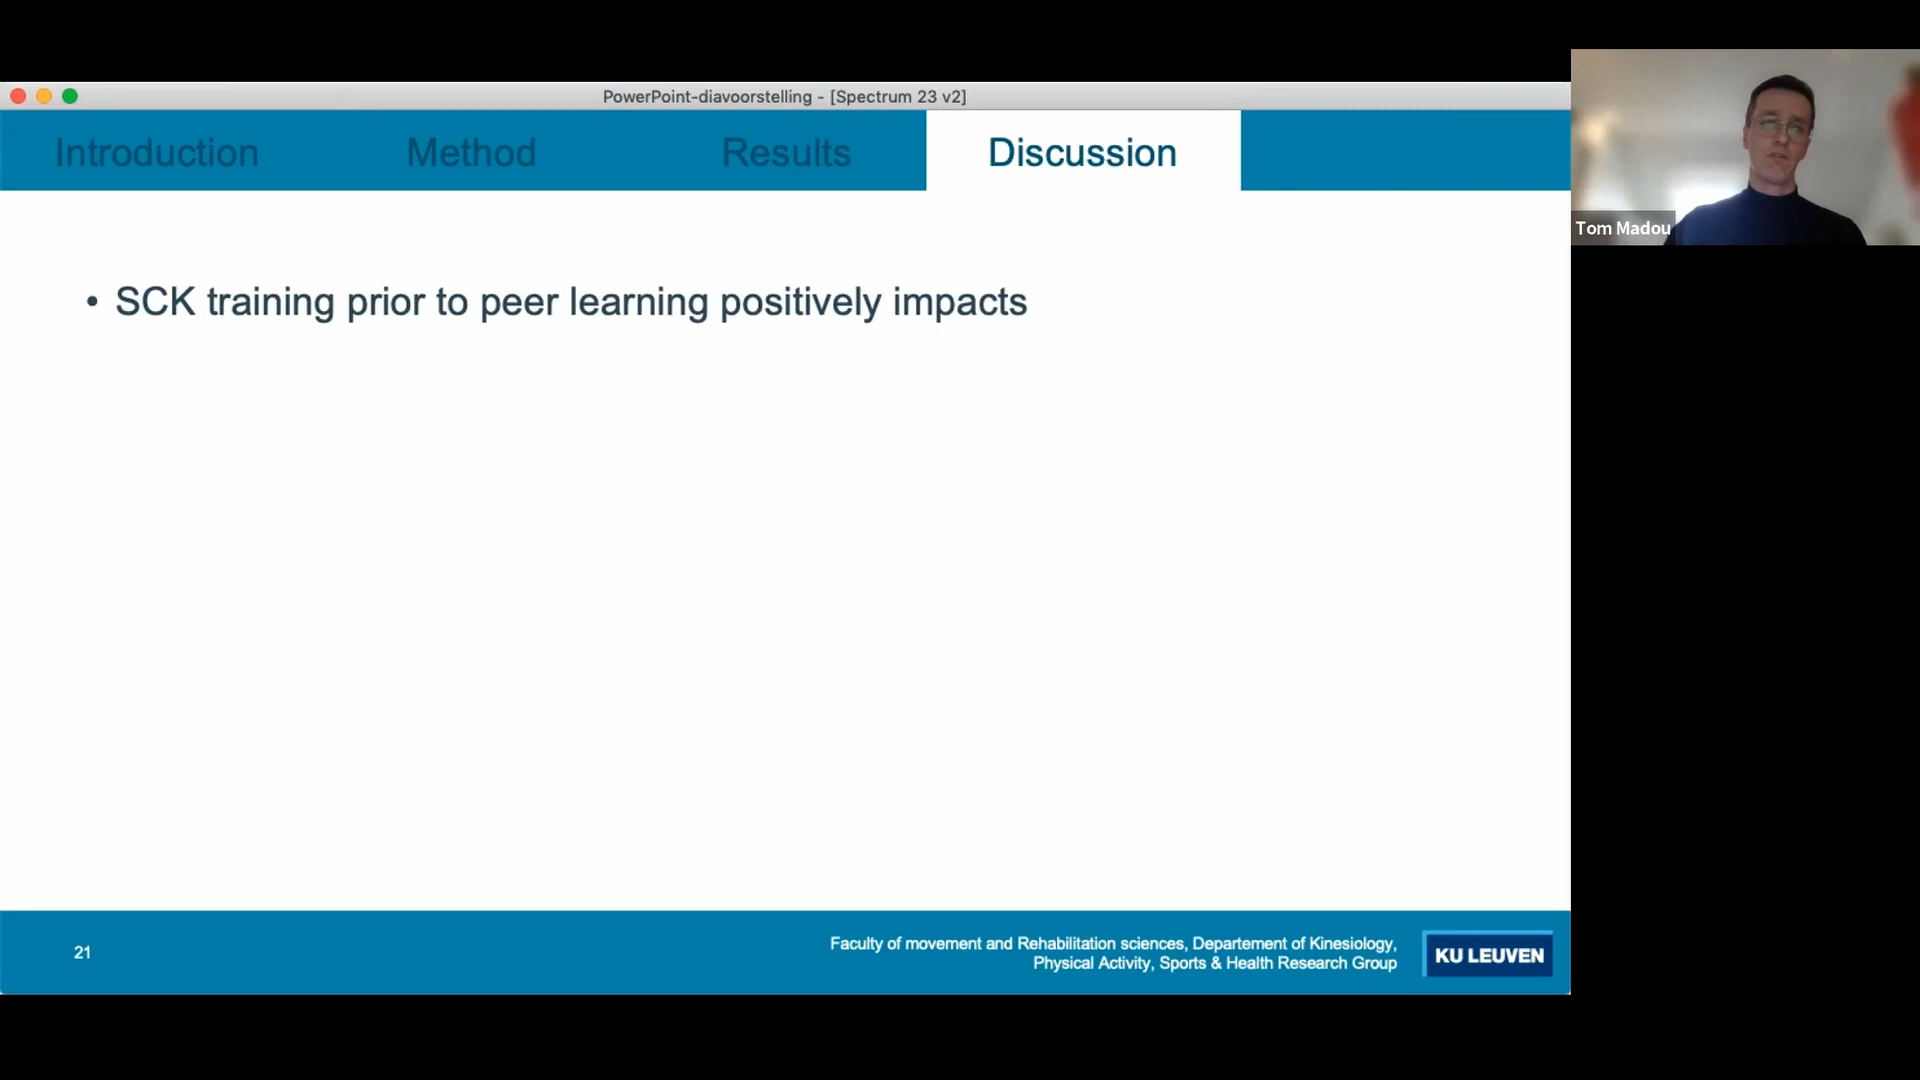 PowerPoint-diavoorstelling - [Spectrum 23 v2]
Introduction Method Results Discussion
Tom Madou
• SCK training prior to peer learning positively impacts
21
Faculty of movement and Rehabilitation sciences, Departement of Kinesiology,
Physical Activity, Sports & Health Research Group
KU LEUVEN